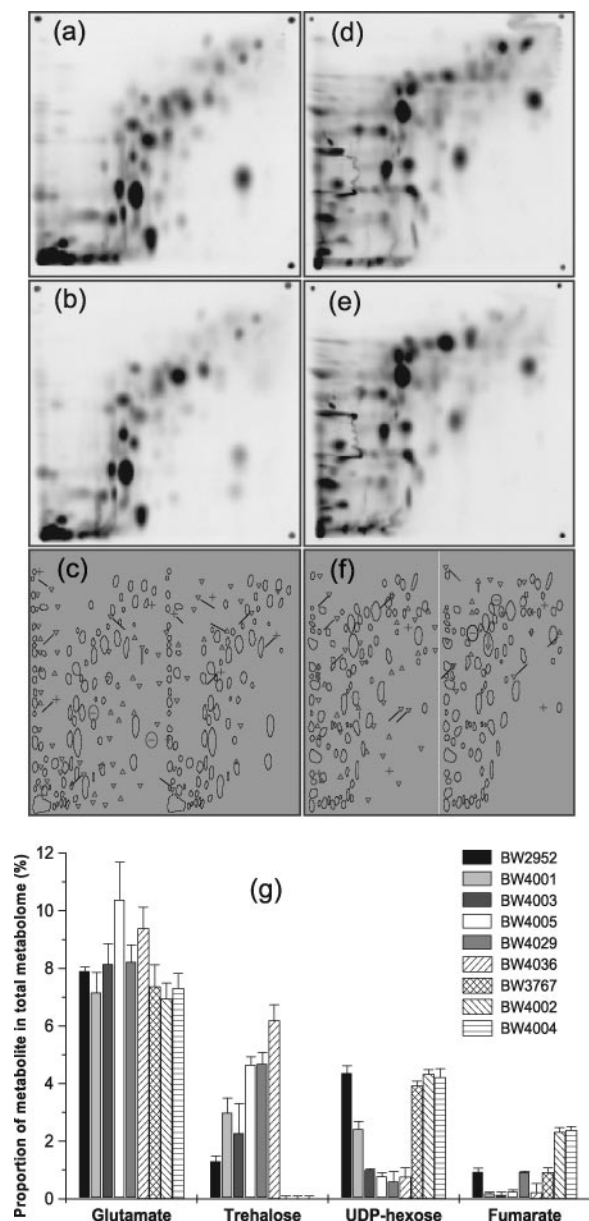 (a)
(d)
(b)
(e)
(c)
(f)
(g)
Proportion of metabolite in total metabolome (%)
12
10
8
6
4
2
0
BW2952
BW4001
BW4003
BW4005
BW4029
BW4036
BW3767
BW4002
BW4004
Glutamate
Trehalose
UDP-hexose
Fumarate